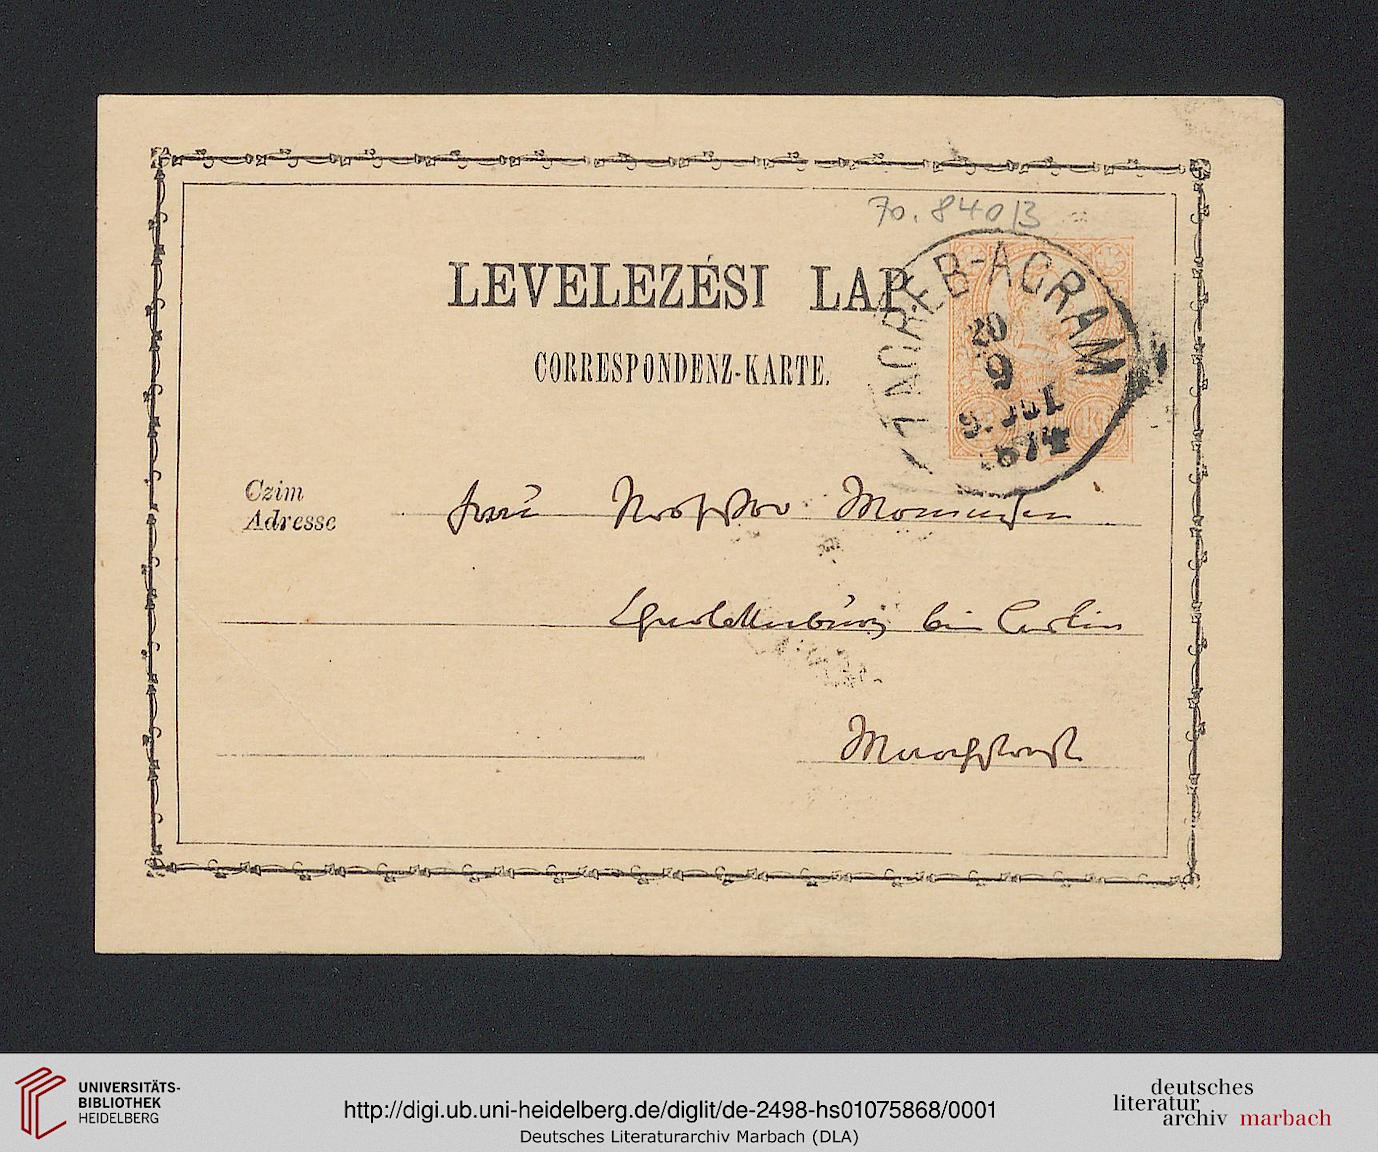 70.840/3
LEVELEZÉSI LAP
CORRESPONDENZ-KARTE.
ZAGREB-AGRAM
20
9
Czim
Adresse
Frau Professor Mommsen
Charlottenburg bei Berlin
Marchstraße
UNIVERSITÄTS-
BIBLIOTHEK
HEIDELBERG
http://digi.ub.uni-heidelberg.de/diglit/de-2498-hs01075868/0001
Deutsches Literaturarchiv Marbach (DLA)
deutsches
literatur
archiv marbach